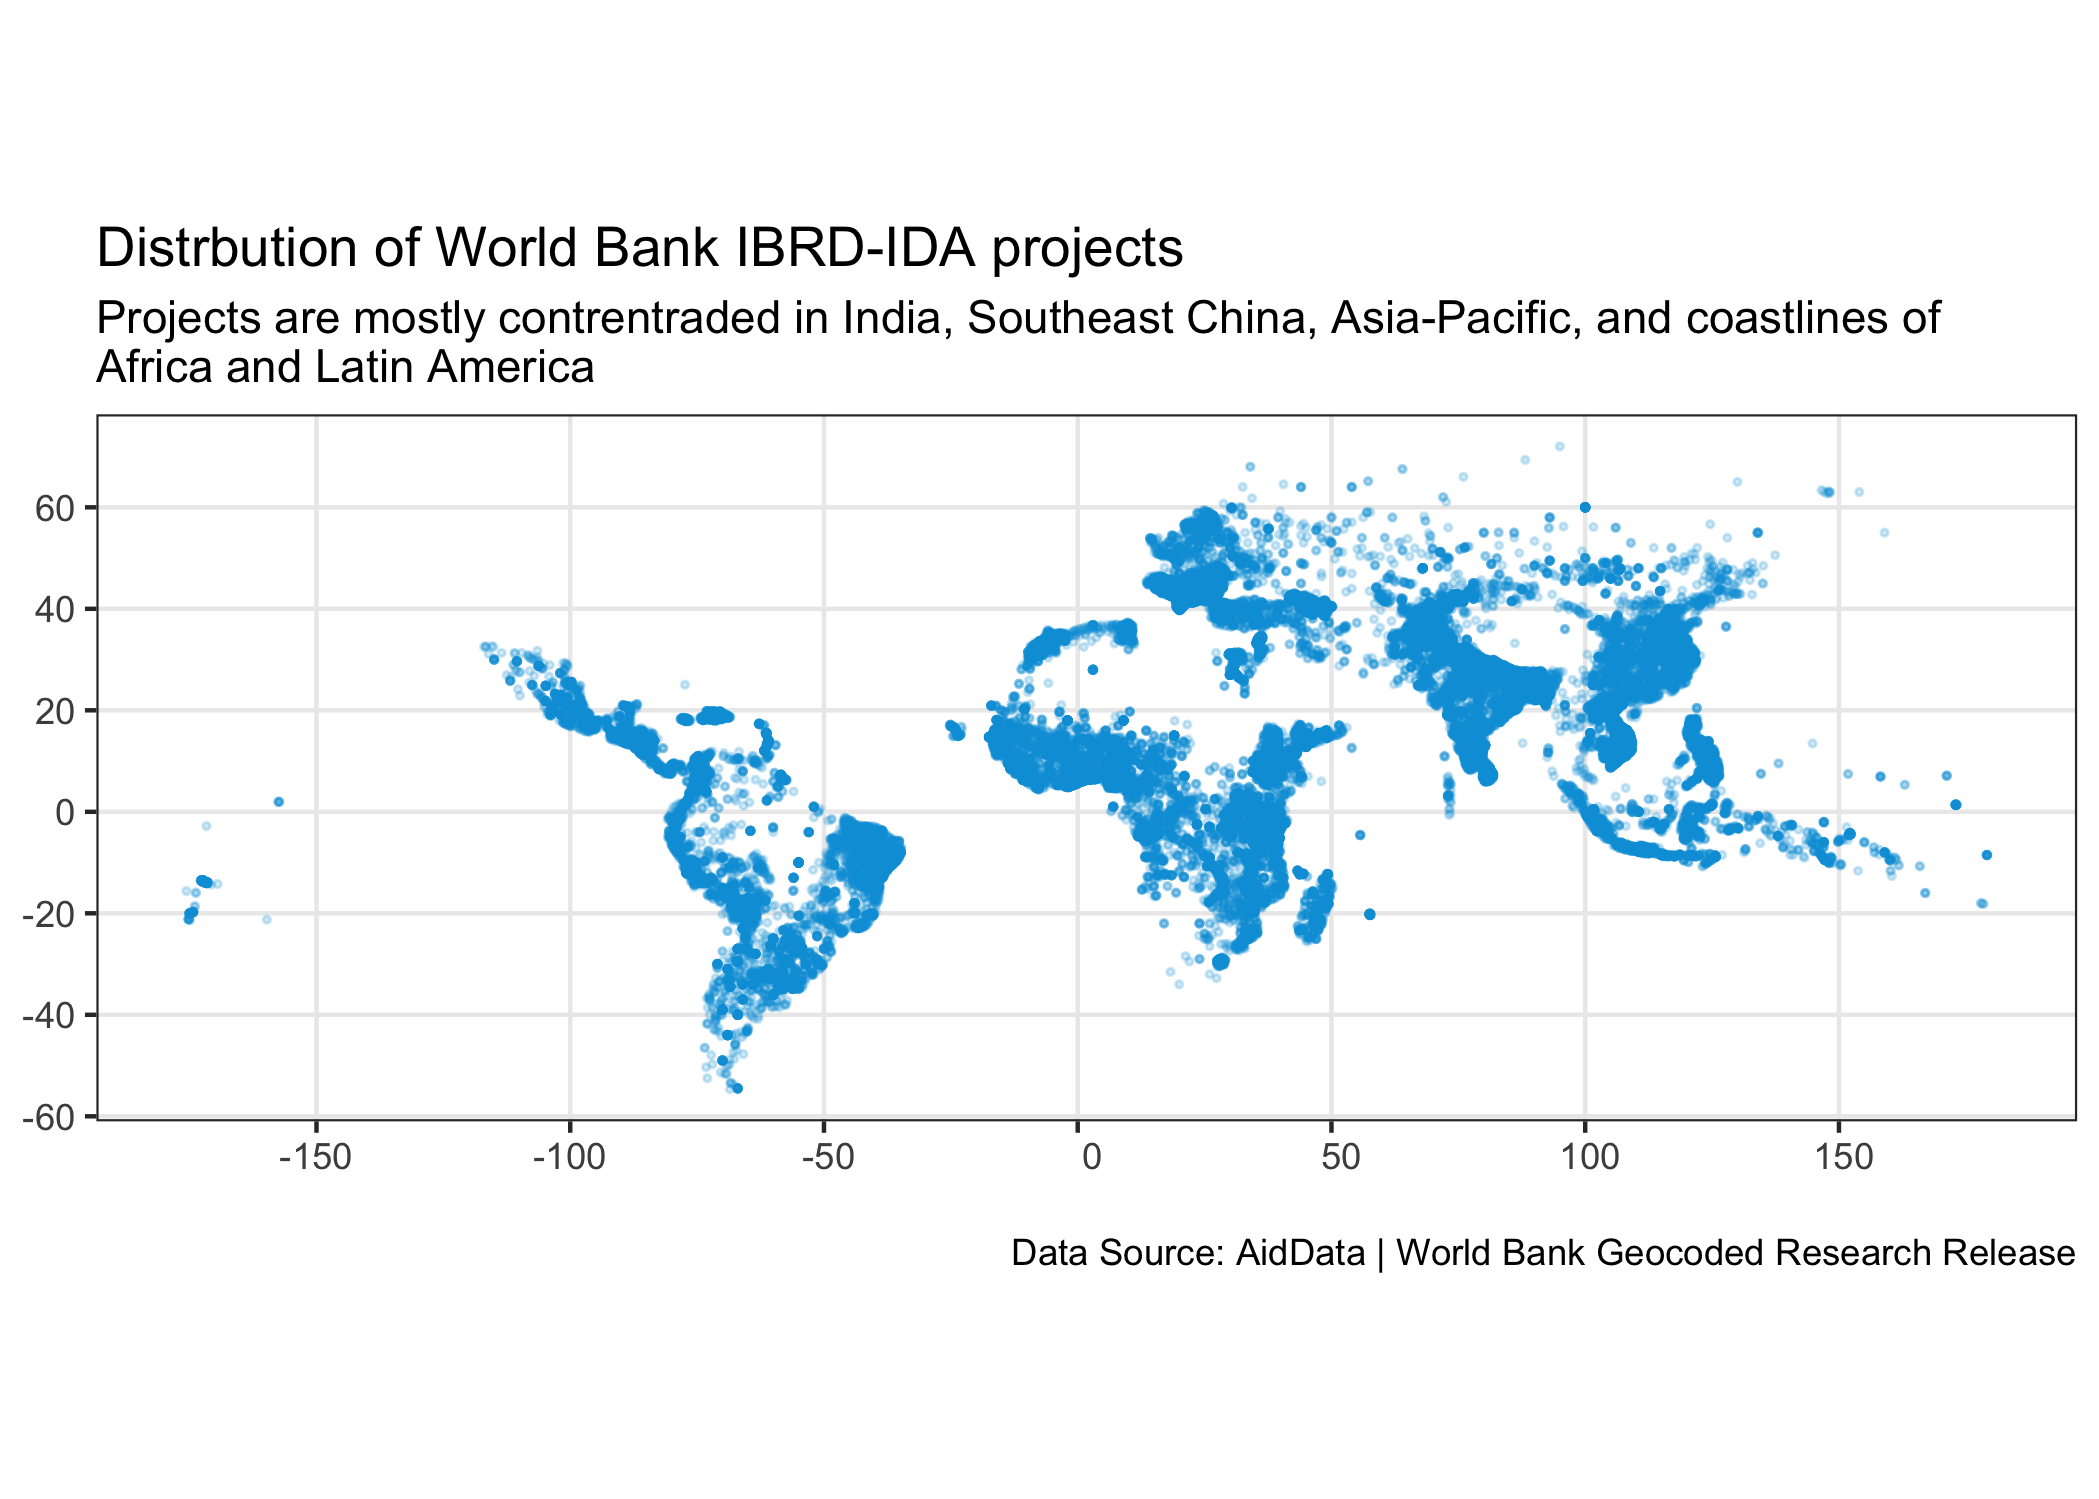 Distrbution of World Bank IBRD-IDA projects
Projects are mostly contrentraded in India, Southeast China, Asia-Pacific, and coastlines of
Africa and Latin America
60
40
20
0
-20
-40
-60
-150 -100 -50 0 50 100 150
Data Source: AidData | World Bank Geocoded Research Release